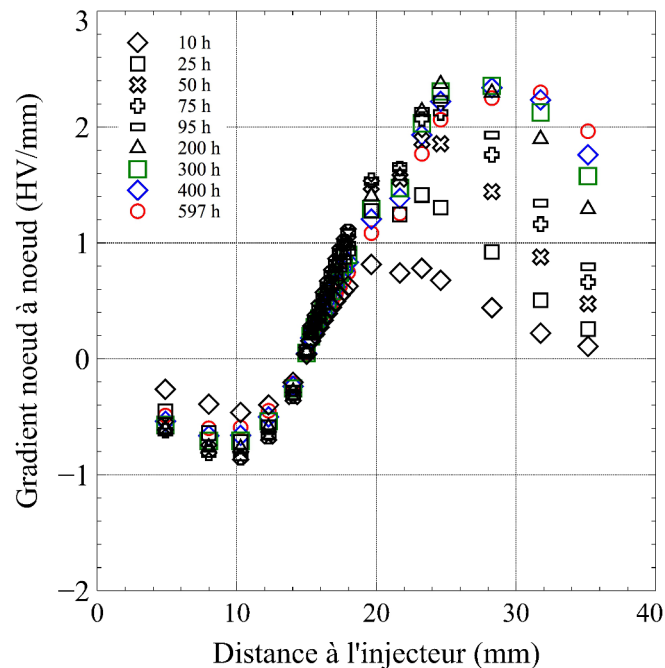 3
2
1
0
−1
−2
0
10
20
30
40
Gradient noeud à noeud (HV/mm)
Distance à l'injecteur (mm)
10 h
25 h
50 h
75 h
95 h
200 h
300 h
400 h
597 h